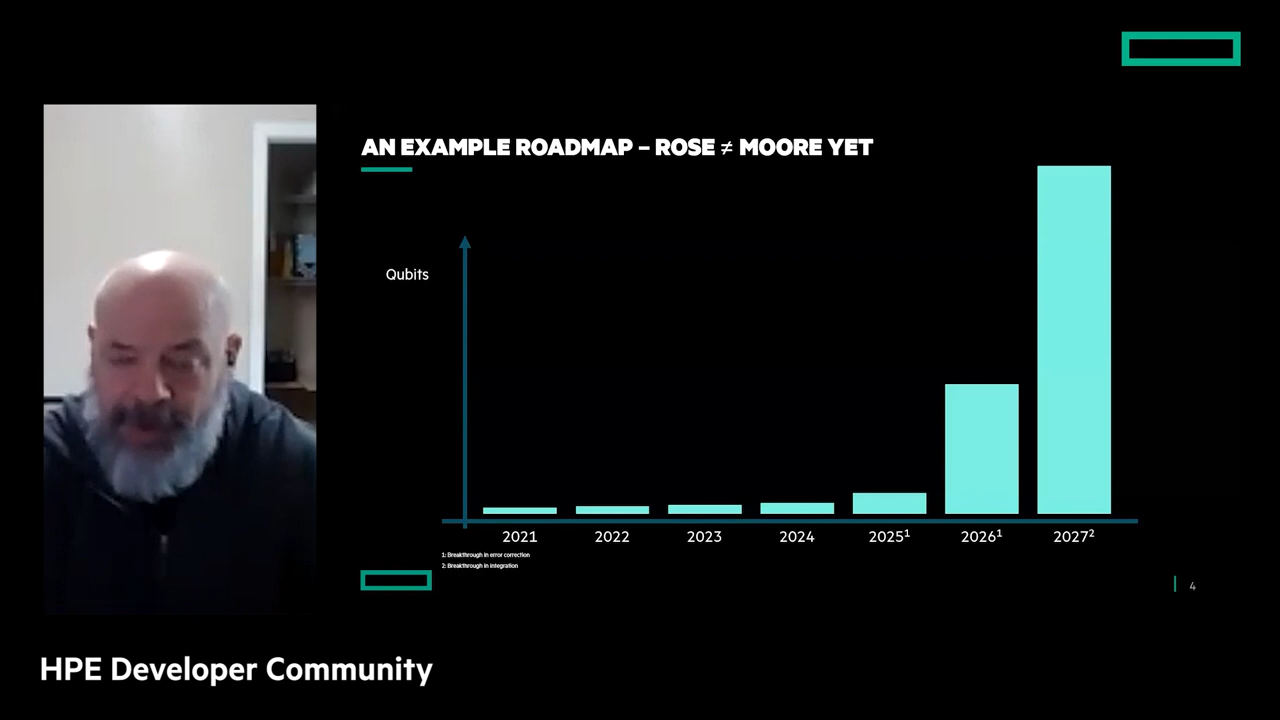 AN EXAMPLE ROADMAP – ROSE ≠ MOORE YET
Qubits
2021 2022 2023 2024 2025¹ 2026¹ 2027²
1: Breakthrough in error correction
2: Breakthrough in integration
4
HPE Developer Community